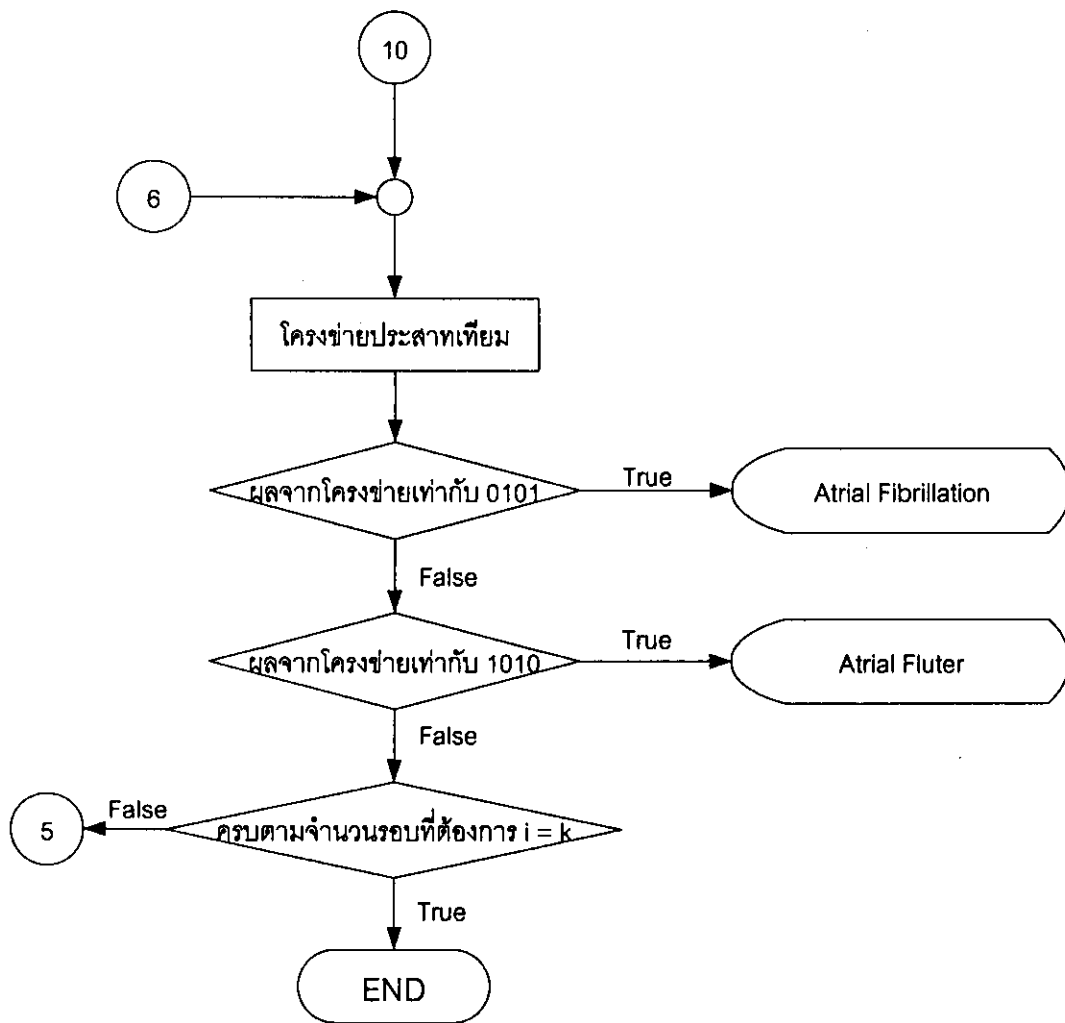 10
6
โครงข่ายประสาทเทียม
ผลจากโครงข่ายเท่ากับ 0101
True
Atrial Fibrillation
False
ผลจากโครงข่ายเท่ากับ 1010
True
Atrial Fluter
False
5
False
ครบตามจำนวนรอบที่ต้องการ i = k
True
END